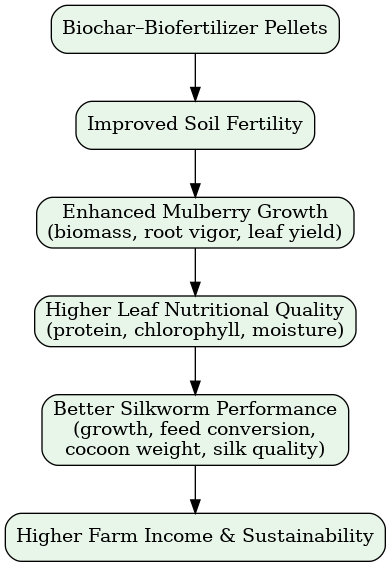 Biochar–Biofertilizer Pellets
Improved Soil Fertility
Enhanced Mulberry Growth
(biomass, root vigor, leaf yield)
Higher Leaf Nutritional Quality
(protein, chlorophyll, moisture)
Better Silkworm Performance
(growth, feed conversion,
cocoon weight, silk quality)
Higher Farm Income & Sustainability